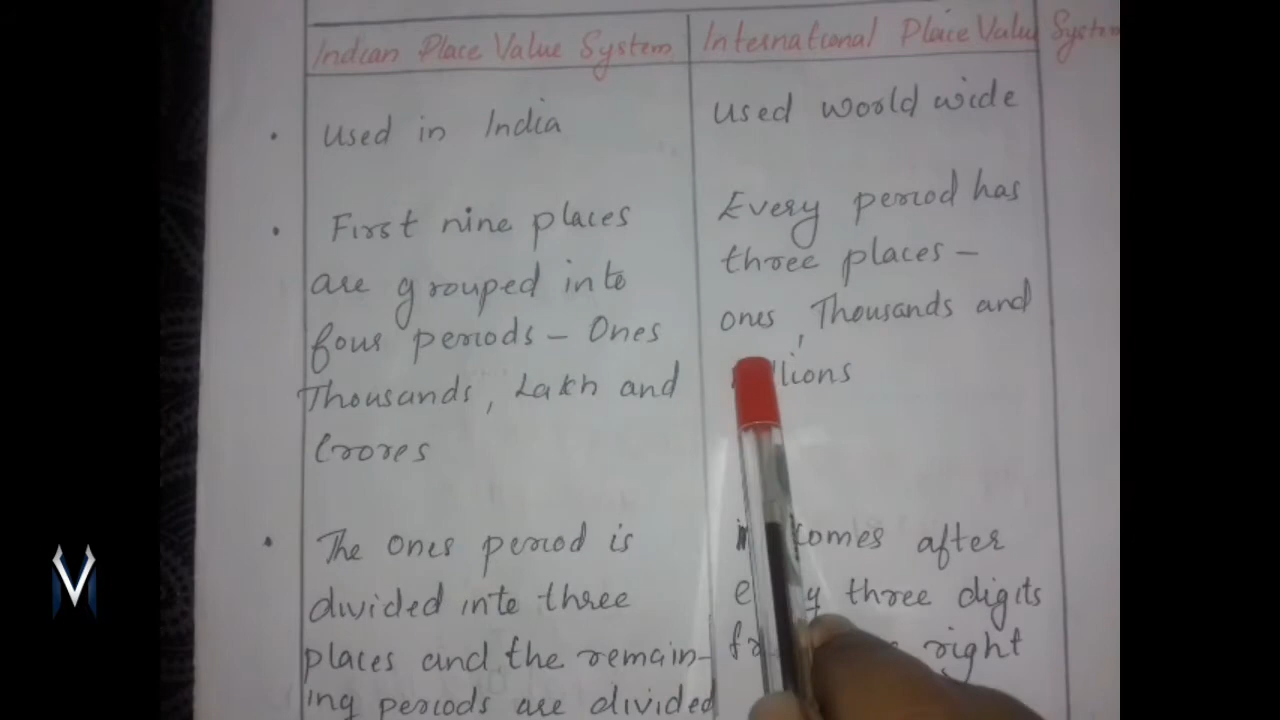 Indian Place Value System
International Place Value System
• Used in India
• First nine places
are grouped into
four periods – Ones
Thousands, Lakh and
Crores
• The Ones period is
divided into three
places and the remain–
ing periods are divided
used world wide
Every period has
three places –
ones, Thousands and
comes after
three digits
right